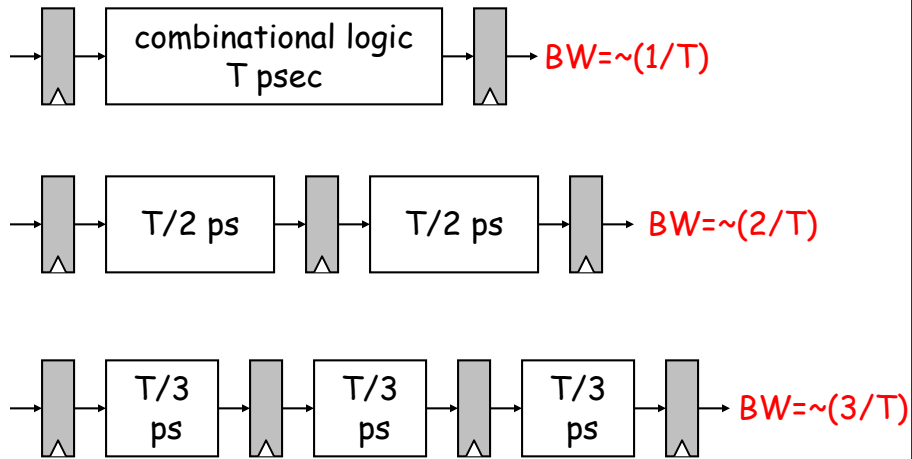 combinational logic
T psec
BW=~(1/T)
T/2 ps
T/2 ps
BW=~(2/T)
T/3
ps
T/3
ps
T/3
ps
BW=~(3/T)